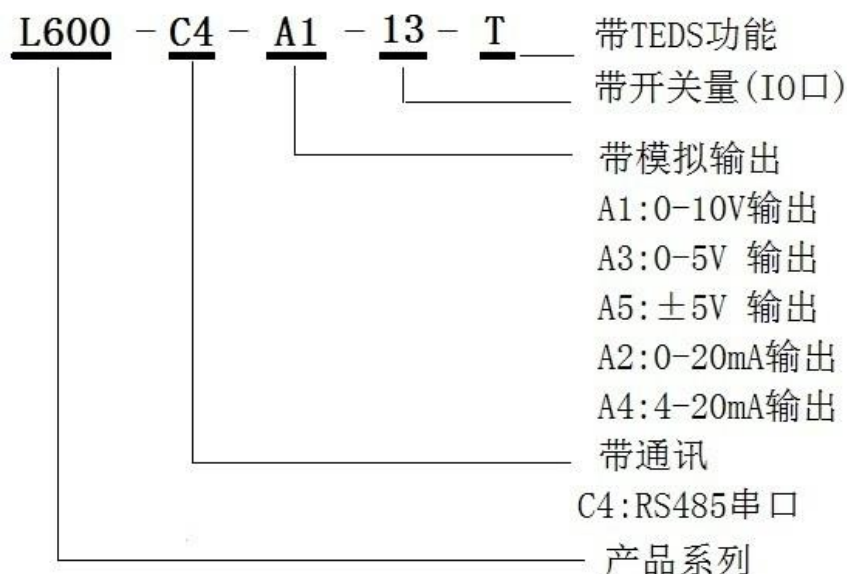 L600 - C4 - A1 - 13 - T
带TEDS功能
带开关量(IO口)
带模拟输出
A1:0-10V输出
A3:0-5V 输出
A5:±5V 输出
A2:0-20mA输出
A4:4-20mA输出
带通讯
C4:RS485串口
产品系列